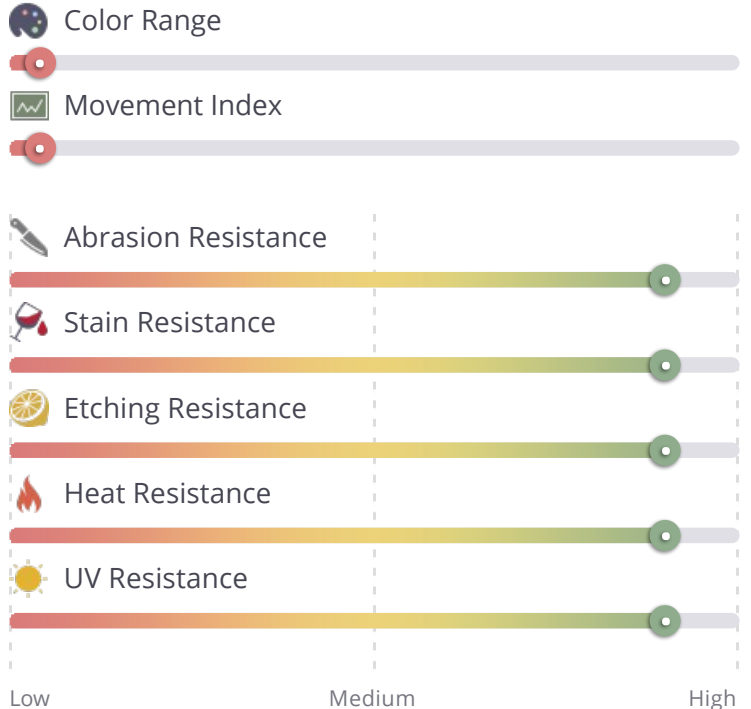 Color Range
Movement Index
Abrasion Resistance
Stain Resistance
Etching Resistance
Heat Resistance
UV Resistance
Low Medium High